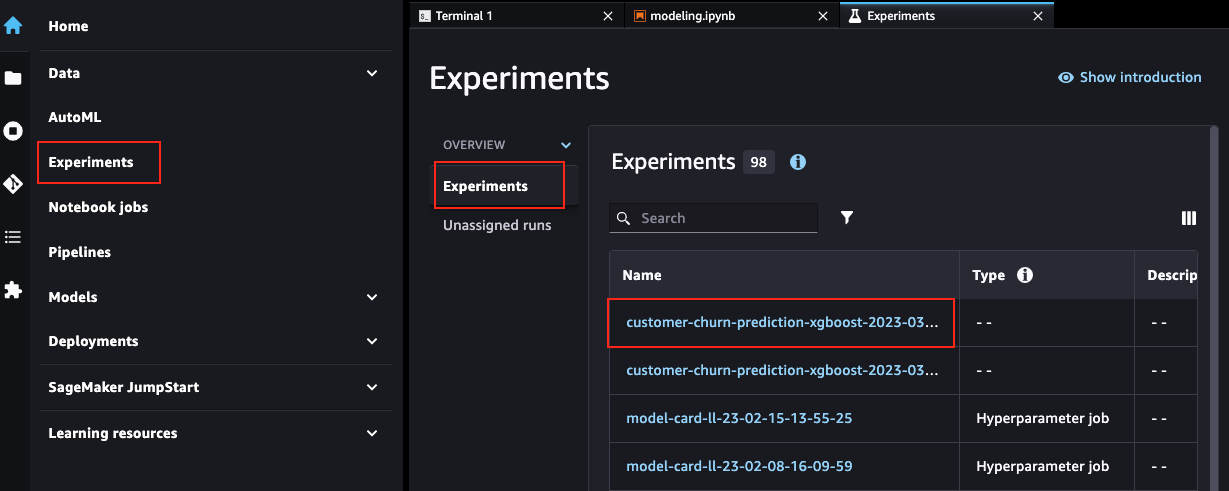 Home
Data
AutoML
Experiments
Notebook jobs
Pipelines
Models
Deployments
SageMaker JumpStart
Learning resources
Terminal 1
modeling.ipynb
Experiments
Experiments
Show introduction
OVERVIEW
Experiments
Unassigned runs
Experiments 98
Search
Name Type Descrip
customer-churn-prediction-xgboost-2023-03... - - - -
customer-churn-prediction-xgboost-2023-03... - - - -
model-card-ll-23-02-15-13-55-25 Hyperparameter job - -
model-card-ll-23-02-08-16-09-59 Hyperparameter job - -